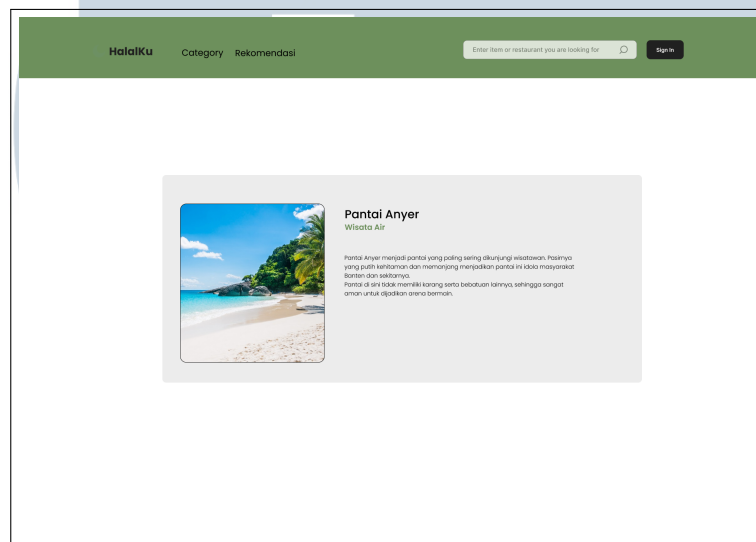 HalalKu
Category Rekomendasi
Enter item or restaurant you are looking for
Sign In
Pantai Anyer
Wisata Air
Pantai Anyer menjadi pantai yang paling sering dikunjungi wisatawan. Pasirnya
yang putih kehitaman dan memanjang menjadikan pantai ini idola masyarakat
Banten dan sekitarnya.
Pantai di sini tidak memiliki karang serta bebatuan lainnya, sehingga sangat
aman untuk dijadikan arena bermain.